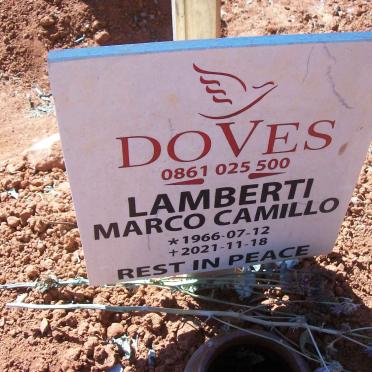 DOVES
0861 025 500
LAMBERTI
MARCO CAMILLO
*1966-07-12
+2021-11-18
REST IN PEACE